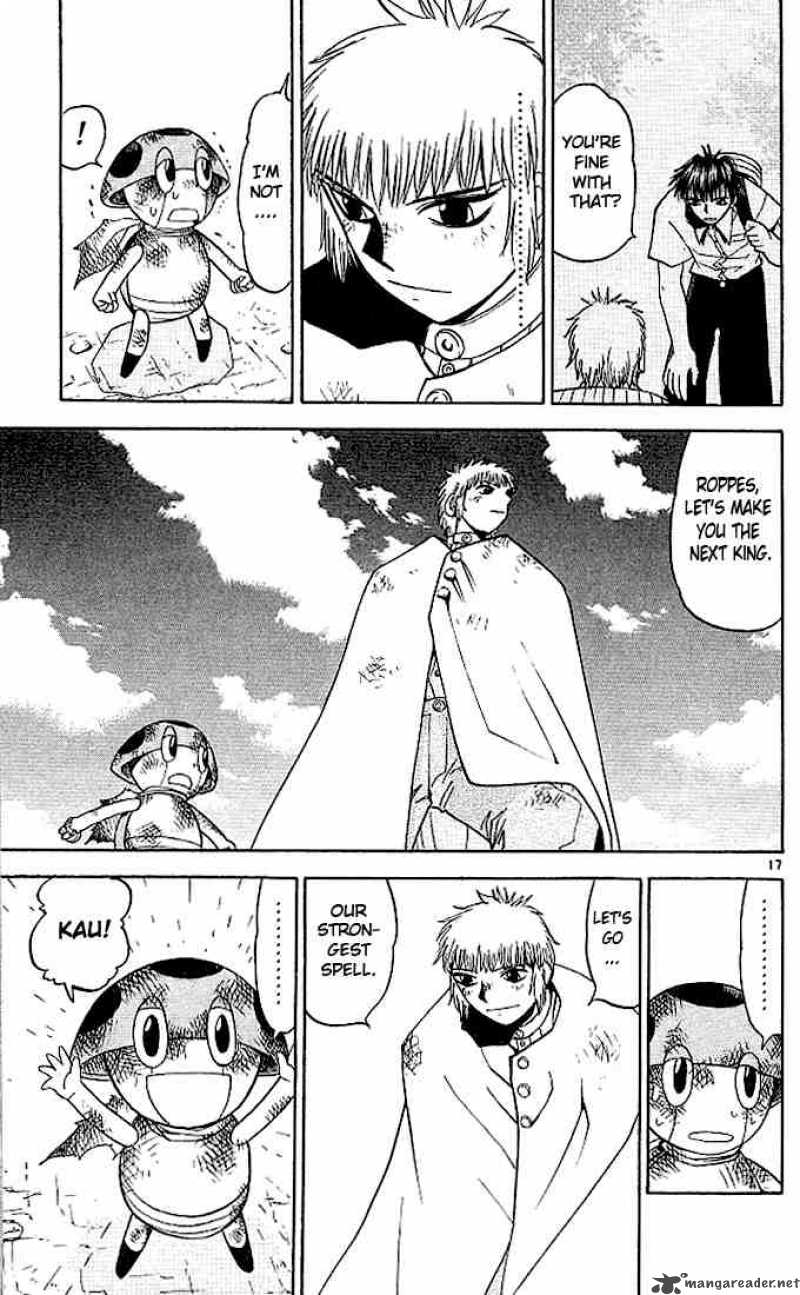 YOU'RE
FINE
WITH
THAT?
I'M
NOT
....
!
ROPPES,
LET'S MAKE
YOU THE
NEXT KING.
17
LET'S
GO
...
OUR
STRON-
GEST
SPELL.
KAU!
mangareader.net